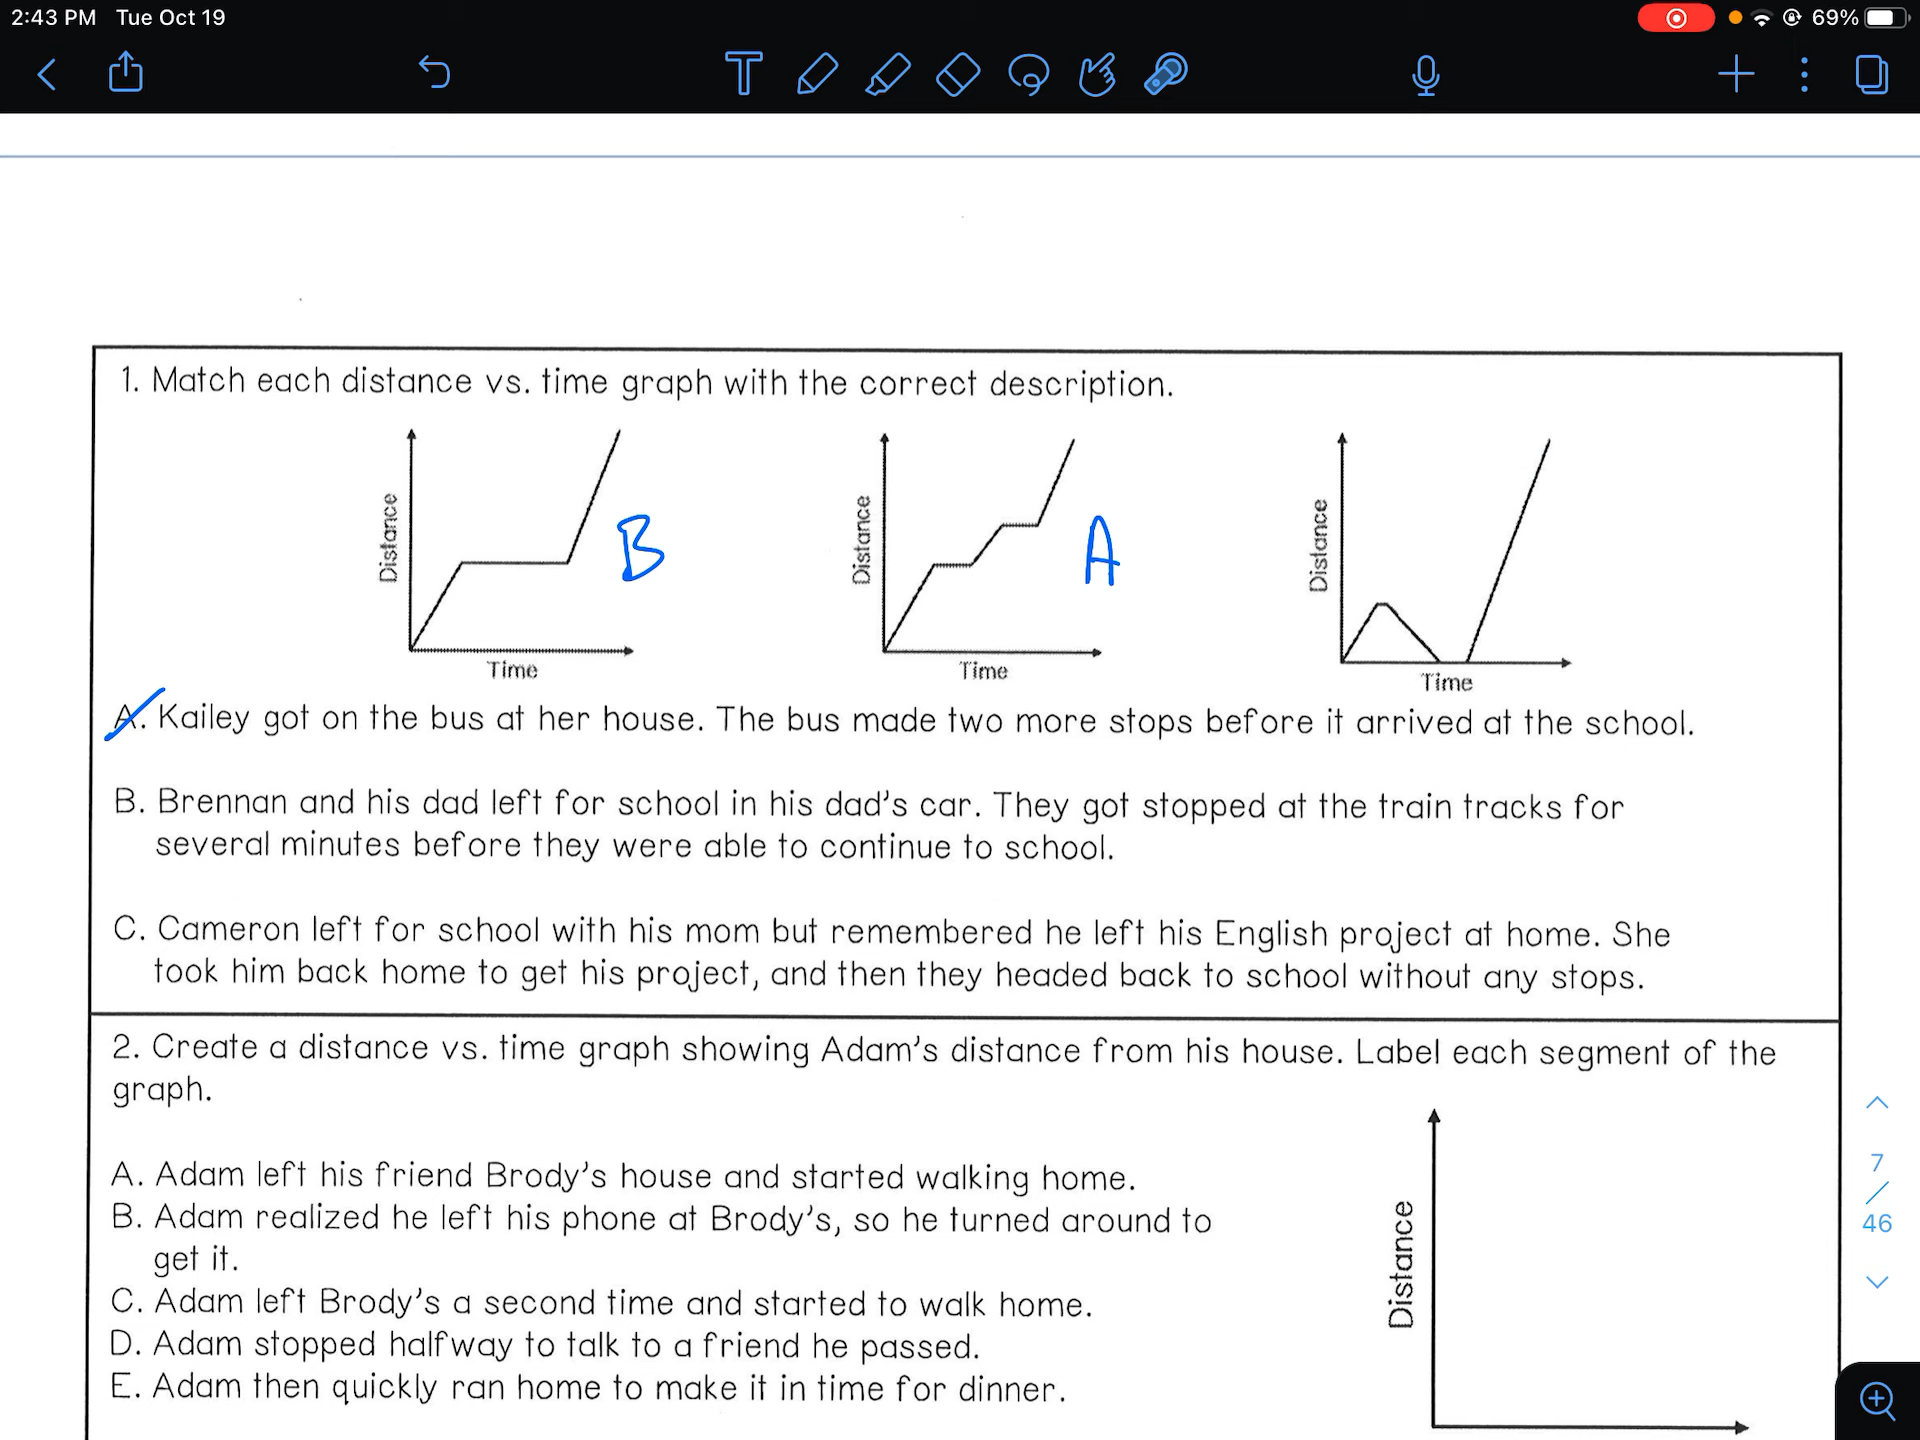 2:43 PM Tue Oct 19
69%
T
1. Match each distance vs. time graph with the correct description.
Distance
Time
B
Distance
Time
A
Distance
Time
A. Kailey got on the bus at her house. The bus made two more stops before it arrived at the school.
B. Brennan and his dad left for school in his dad's car. They got stopped at the train tracks for
several minutes before they were able to continue to school.
C. Cameron left for school with his mom but remembered he left his English project at home. She
took him back home to get his project, and then they headed back to school without any stops.
2. Create a distance vs. time graph showing Adam's distance from his house. Label each segment of the
graph.
A. Adam left his friend Brody's house and started walking home.
B. Adam realized he left his phone at Brody's, so he turned around to
get it.
C. Adam left Brody's a second time and started to walk home.
D. Adam stopped halfway to talk to a friend he passed.
E. Adam then quickly ran home to make it in time for dinner.
Distance
7
/
46